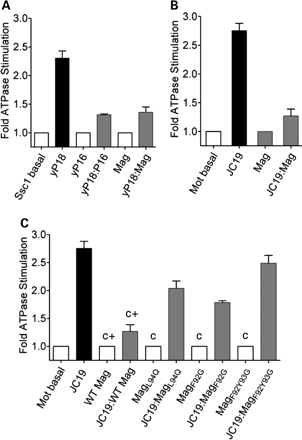 A
Fold ATPase Stimulation
3.0
2.5
2.0
1.5
1.0
Ssc1 basal
yP18
yP16
yP18:P16
Mag
yP18:Mag
B
Fold ATPase Stimulation
3.0
2.5
2.0
1.5
1.0
Mot basal
JC19
Mag
JC19:Mag
C
Fold ATPase Stimulation
3.0
2.5
2.0
1.5
1.0
c+
c+
c
c
c
Mot basal
JC19
WT Mag
JC19:WT Mag
MagL94Q
JC19:MagL94Q
MagF92G
JC19:MagF92G
MagF92Y93G
JC19:MagF92Y93G